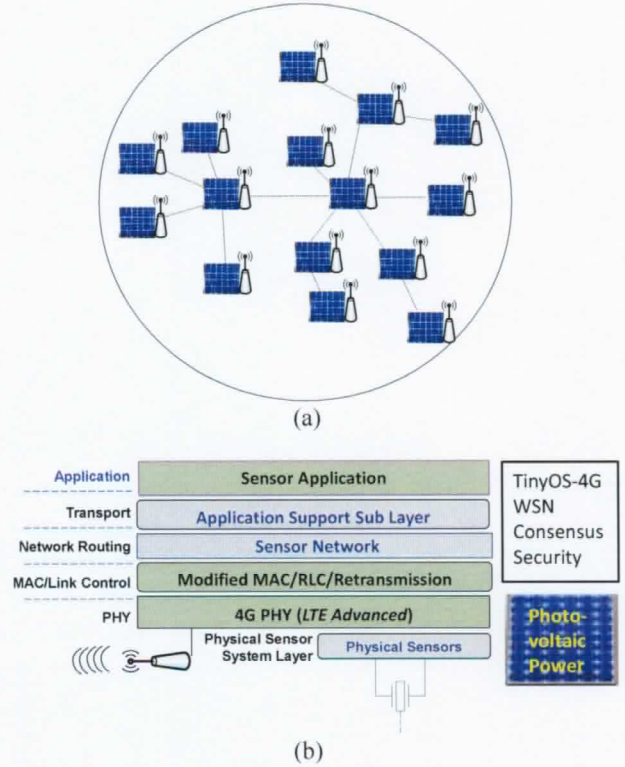 (a)
Application
Sensor Application
Transport
Application Support Sub Layer
Network Routing
Sensor Network
MAC/Link Control
Modified MAC/RLC/Retransmission
PHY
4G PHY (LTE Advanced)
Physical Sensor
System Layer
Physical Sensors
TinyOS-4G
WSN
Consensus
Security
Photo-
voltaic
Power
(b)